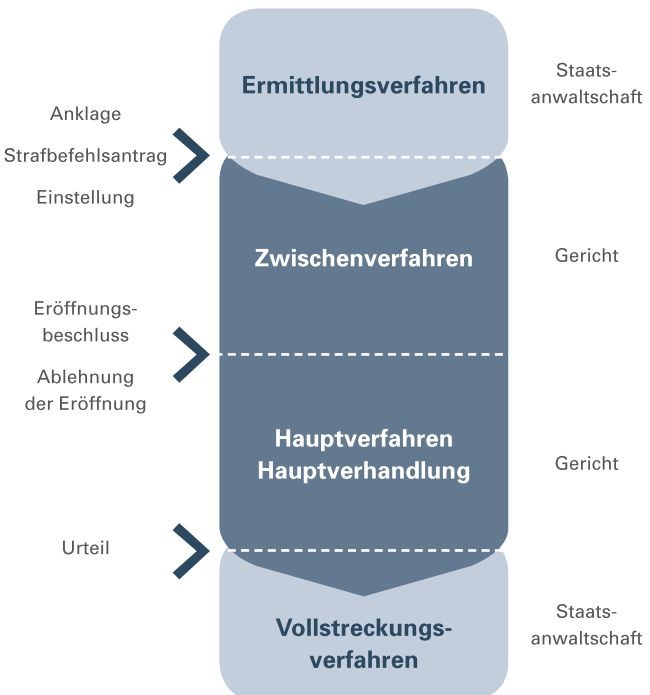 Ermittlungsverfahren
Staats-
anwaltschaft
Anklage
Strafbefehlsantrag
Einstellung
Zwischenverfahren
Gericht
Eröffnungs-
beschluss
Ablehnung
der Eröffnung
Hauptverfahren
Hauptverhandlung
Gericht
Urteil
Vollstreckungs-
verfahren
Staats-
anwaltschaft